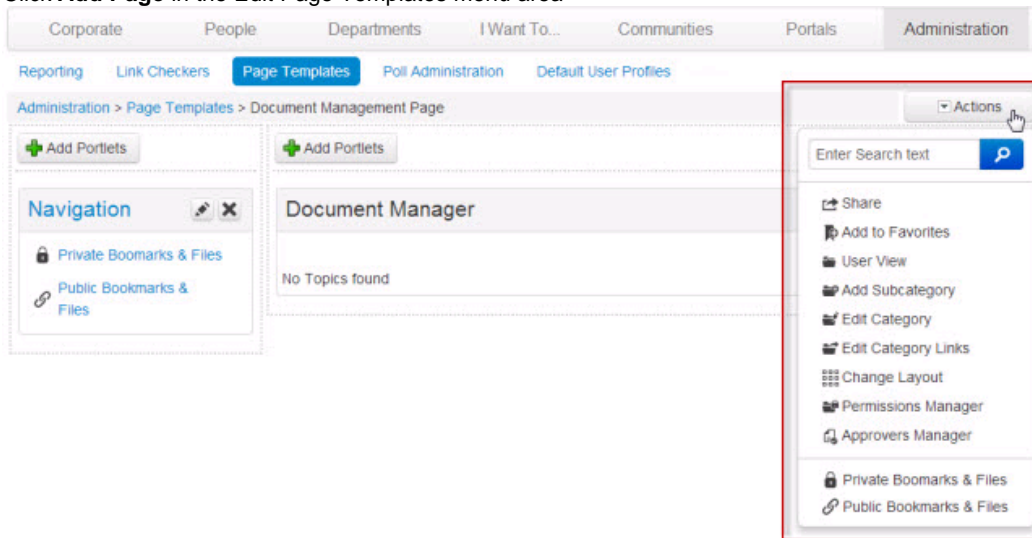 Click Add Page in the Edit Page Templates menu area
Corporate People Departments I Want To... Communities Portals Administration
Reporting Link Checkers Page Templates Poll Administration Default User Profiles
Administration > Page Templates > Document Management Page
Actions
Add Portlets
Add Portlets
Enter Search text
Navigation
Private Boomarks & Files
Public Bookmarks &
Files
Document Manager
No Topics found
Share
Add to Favorites
User View
Add Subcategory
Edit Category
Edit Category Links
Change Layout
Permissions Manager
Approvers Manager
Private Boomarks & Files
Public Bookmarks & Files